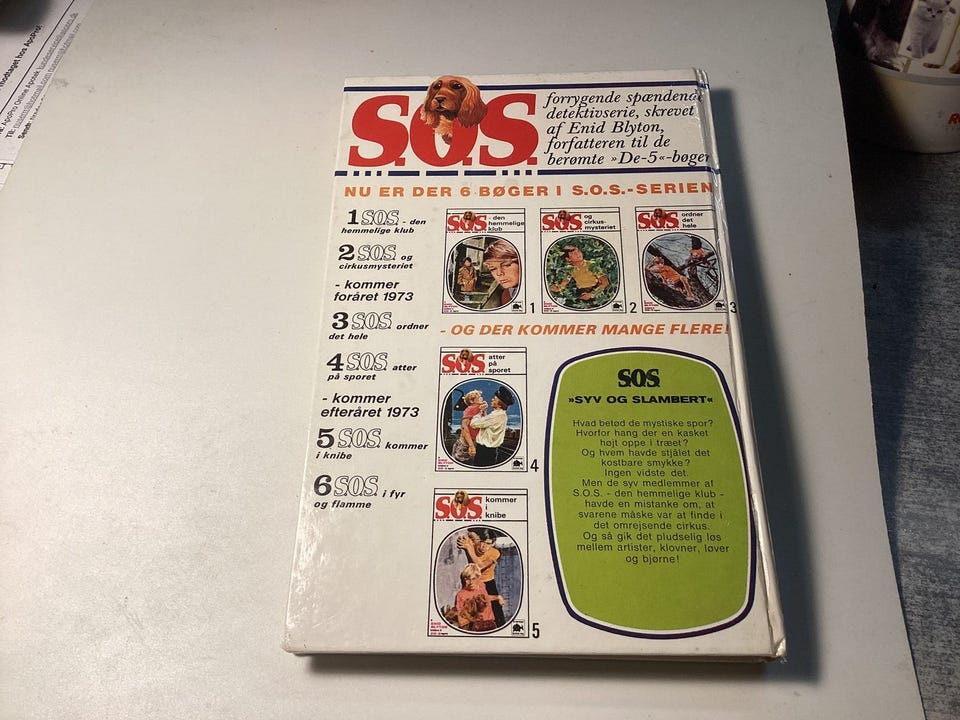 S.O.S.
forrygende spændende
detektivserie, skrevet
af Enid Blyton,
forfatteren til de
berømte »De-5«-bøger
NU ER DER 6 BØGER I S.O.S.-SERIEN
1 S.O.S. - den
hemmelige klub
2 S.O.S. og
cirkusmysteriet
- kommer
foråret 1973
3 S.O.S. ordner
det hele
4 S.O.S. atter
på sporet
- kommer
efteråret 1973
5 S.O.S. kommer
i knibe
6 S.O.S. i fyr
og flamme
S.O.S. - den
hemmelige
klub
1
S.O.S. og
cirkus-
mysteriet
2
S.O.S. ordner
det
hele
3
- OG DER KOMMER MANGE FLERE!
S.O.S. atter
på
sporet
4
S.O.S. kommer
i
knibe
5
S.O.S.
»SYV OG SLAMBERT«
Hvad betød de mystiske spor?
Hvorfor hang der en kasket
højt oppe i træet?
Og hvem havde stjålet det
kostbare smykke?
Ingen vidste det.
Men de syv medlemmer af
S.O.S. - den hemmelige klub -
havde en mistanke om, at
svarene måske var at finde i
det omrejsende cirkus.
Og så gik det pludselig løs
mellem artister, klovner, løver
og bjørne!